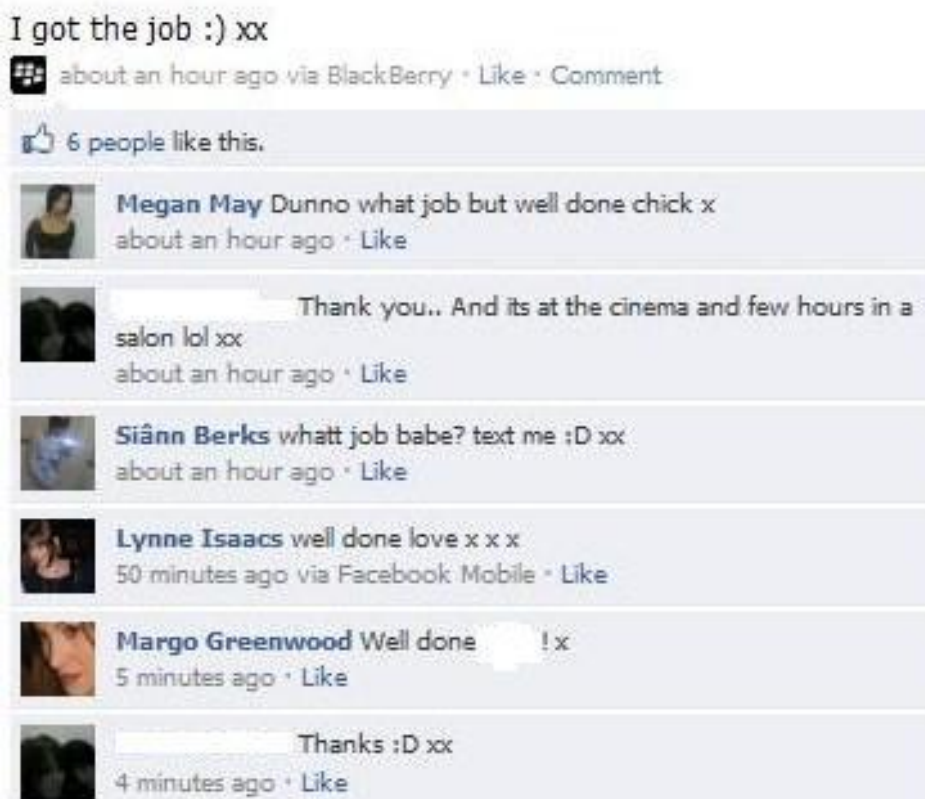 I got the job :) xx
about an hour ago via BlackBerry · Like · Comment
6 people like this.
Megan May Dunno what job but well done chick x
about an hour ago · Like
Thank you.. And its at the cinema and few hours in a
salon lol xx
about an hour ago · Like
Siânn Berks whatt job babe? text me :D xx
about an hour ago · Like
Lynne Isaacs well done love x x x
50 minutes ago via Facebook Mobile · Like
Margo Greenwood Well done ! x
5 minutes ago · Like
Thanks :D xx
4 minutes ago · Like